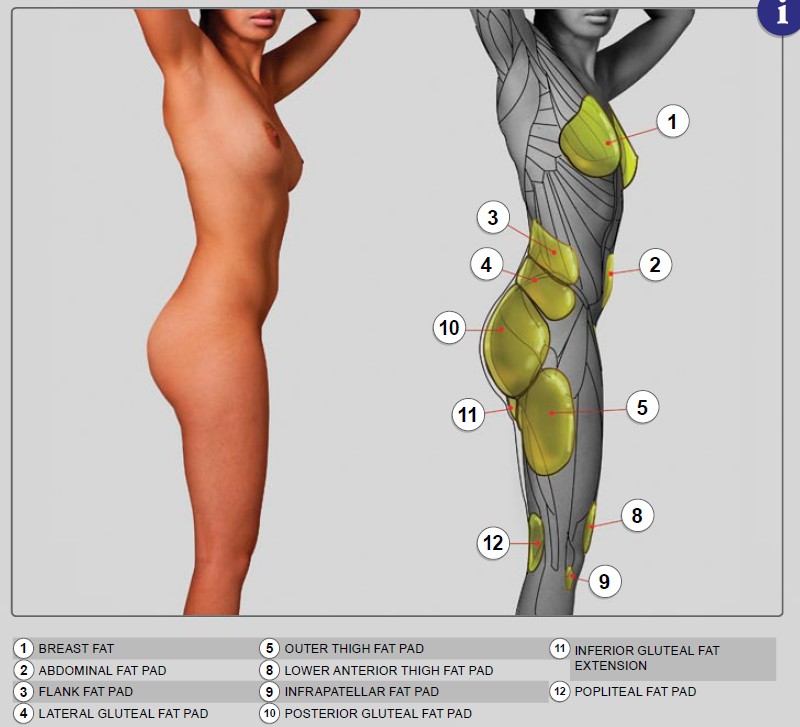 i
1
3
2
4
10
5
11
8
12
9
1 BREAST FAT
2 ABDOMINAL FAT PAD
3 FLANK FAT PAD
4 LATERAL GLUTEAL FAT PAD
5 OUTER THIGH FAT PAD
8 LOWER ANTERIOR THIGH FAT PAD
9 INFRAPATELLAR FAT PAD
10 POSTERIOR GLUTEAL FAT PAD
11 INFERIOR GLUTEAL FAT
EXTENSION
12 POPLITEAL FAT PAD